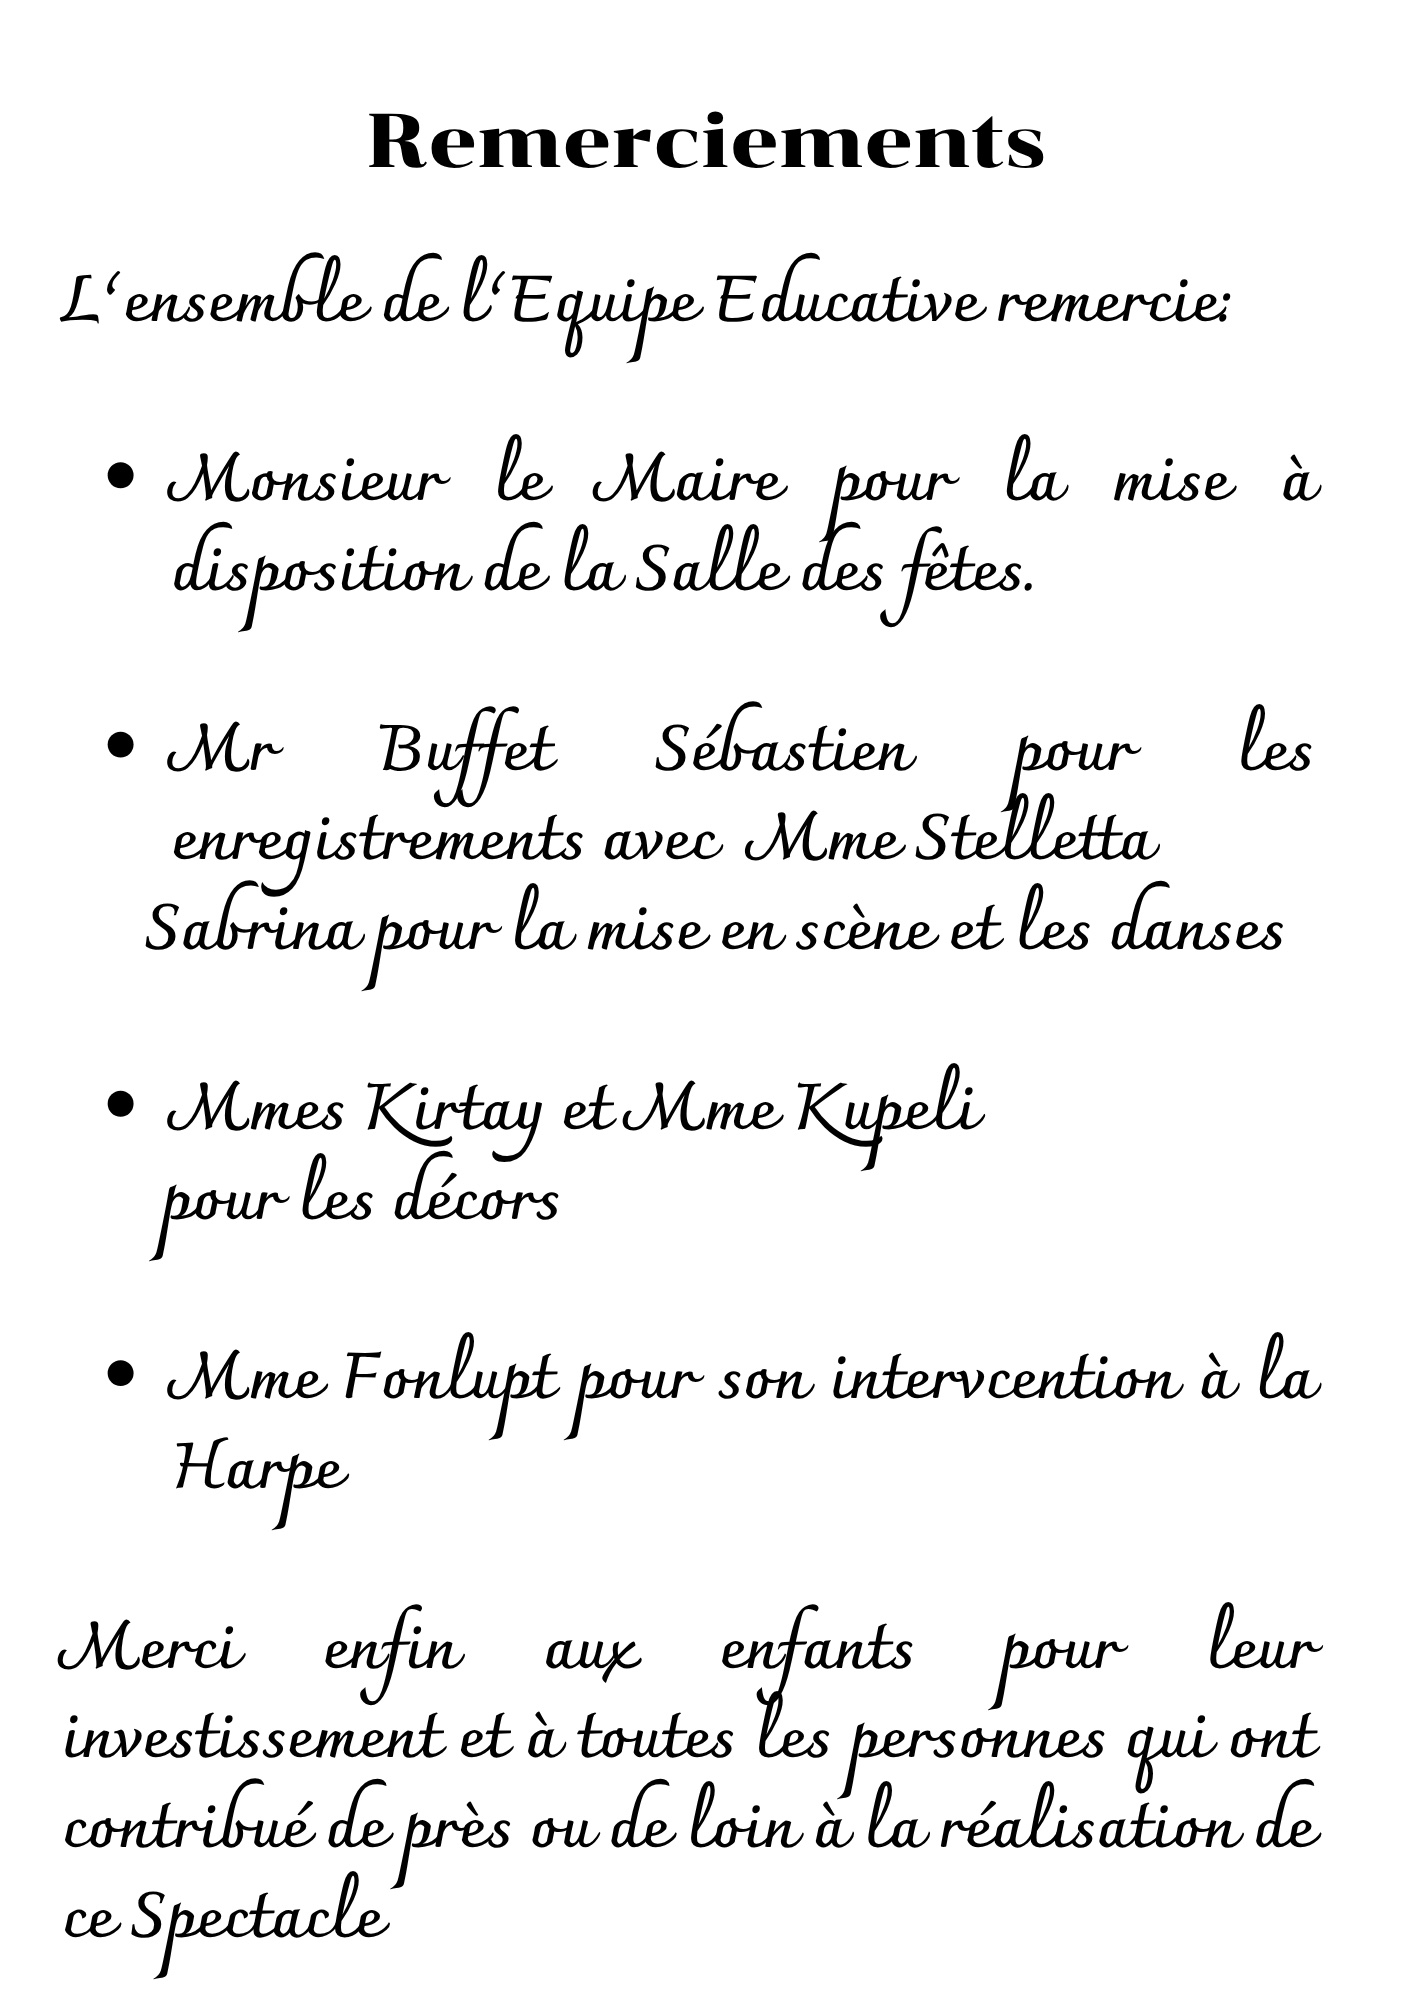 Remerciements
L'ensemble de l'Equipe Educative remercie:
• Monsieur le Maire pour la mise à
disposition de la Salle des fêtes.
• Mr Buffet Sébastien pour les
enregistrements avec Mme Stelletta
Sabrina pour la mise en scène et les danses
• Mmes Kirtay et Mme Kupeli
pour les décors
• Mme Fonlupt pour son intervcention à la
Harpe
Merci enfin aux enfants pour leur
investissement et à toutes les personnes qui ont
contribué de près ou de loin à la réalisation de
ce Spectacle